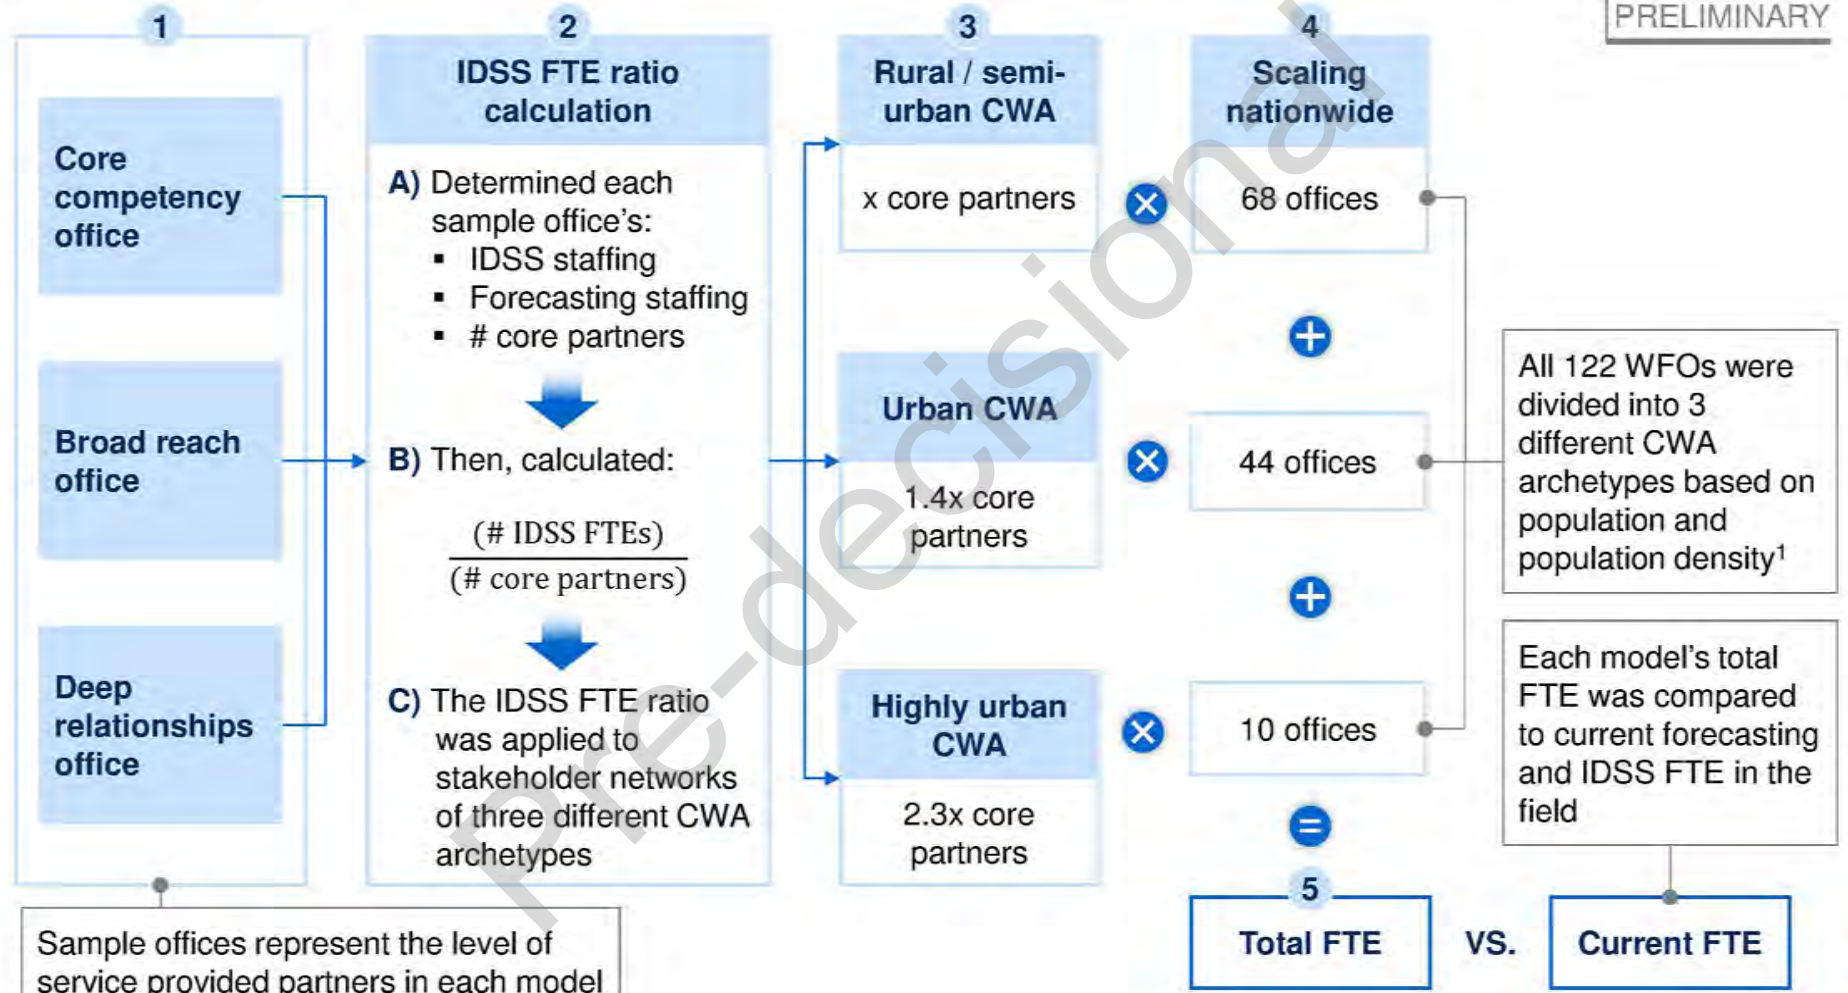 PRELIMINARY
1
Core
competency
office
Broad reach
office
Deep
relationships
office
Sample offices represent the level of
service provided partners in each model
2
IDSS FTE ratio
calculation
A) Determined each
sample office's:
▪ IDSS staffing
▪ Forecasting staffing
▪ # core partners
B) Then, calculated:
(# IDSS FTEs)
(# core partners)
C) The IDSS FTE ratio
was applied to
stakeholder networks
of three different CWA
archetypes
3
Rural / semi-
urban CWA
x core partners
Urban CWA
1.4x core
partners
Highly urban
CWA
2.3x core
partners
4
Scaling
nationwide
68 offices
44 offices
10 offices
All 122 WFOs were
divided into 3
different CWA
archetypes based on
population and
population density¹
Each model's total
FTE was compared
to current forecasting
and IDSS FTE in the
field
5
Total FTE
VS.
Current FTE
Pre-decisional